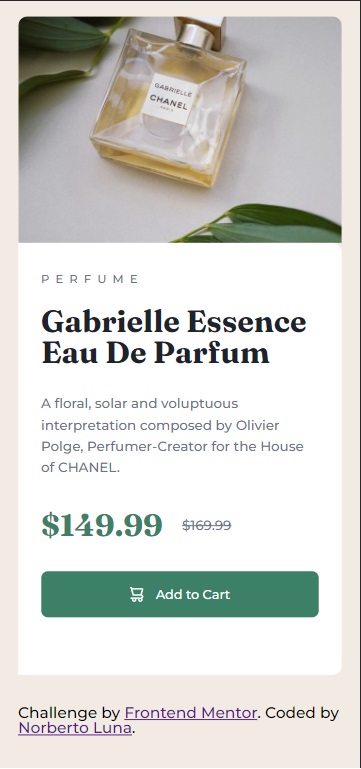 GABRIELLE
CHANEL
PARIS
PERFUME
Gabrielle Essence
Eau De Parfum
A floral, solar and voluptuous
interpretation composed by Olivier
Polge, Perfumer-Creator for the House
of CHANEL.
$149.99 $169.99
Add to Cart
Challenge by Frontend Mentor. Coded by
Norberto Luna.